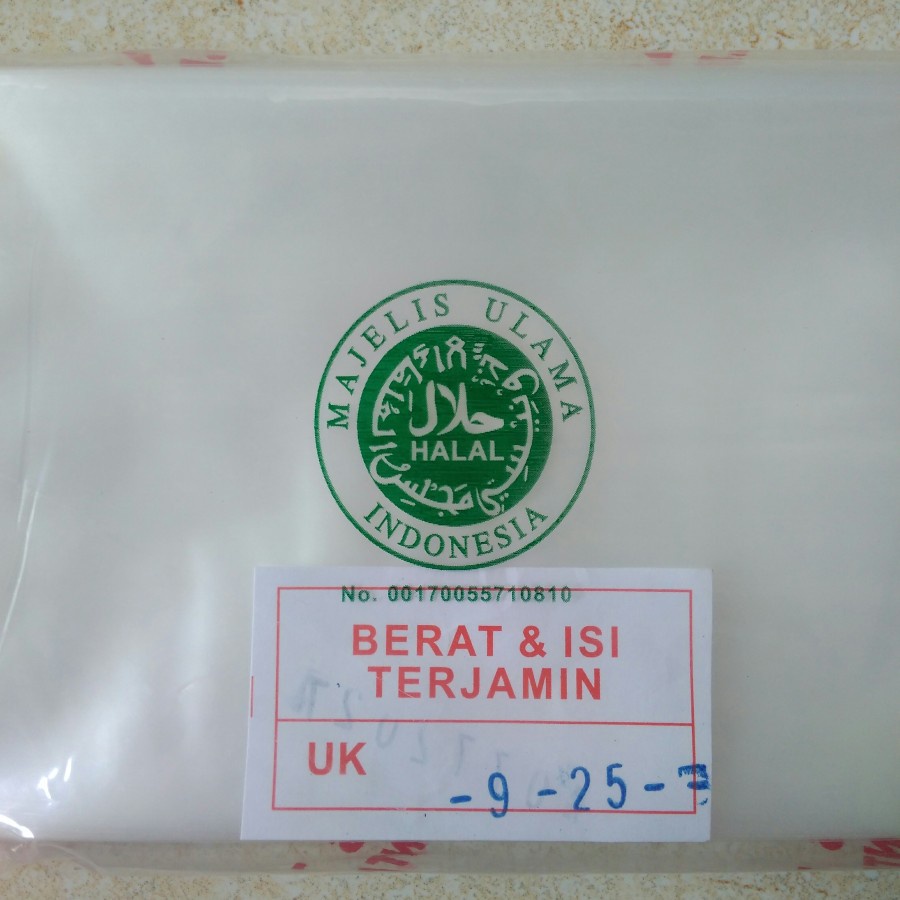 MAJELIS ULAMA
حلال
HALAL
INDONESIA
No. 00170055710810
BERAT & ISI
TERJAMIN
UK
-9-25-